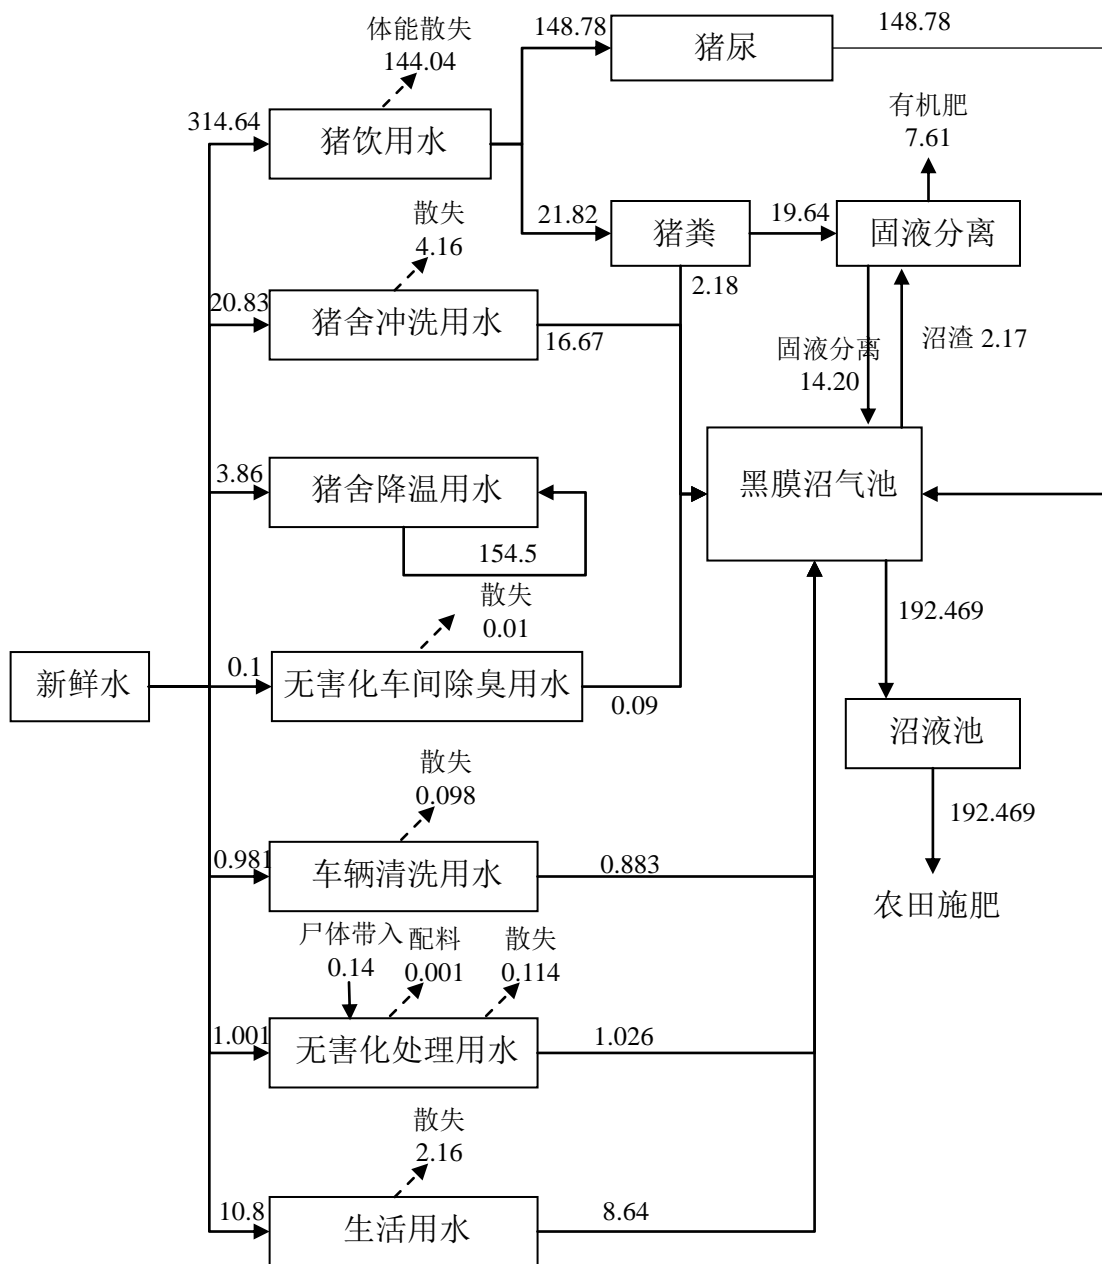 体能散失
144.04
148.78
猪尿
148.78
314.64
猪饮用水
有机肥
7.61
散失
4.16
21.82
猪粪
19.64
固液分离
2.18
20.83
猪舍冲洗用水
16.67
固液分离
14.20
沼渣 2.17
3.86
猪舍降温用水
154.5
黑膜沼气池
散失
0.01
192.469
新鲜水
0.1
无害化车间除臭用水
0.09
沼液池
散失
0.098
192.469
0.981
车辆清洗用水
0.883
农田施肥
尸体带入
0.14
配料
0.001
散失
0.114
1.001
无害化处理用水
1.026
散失
2.16
10.8
生活用水
8.64